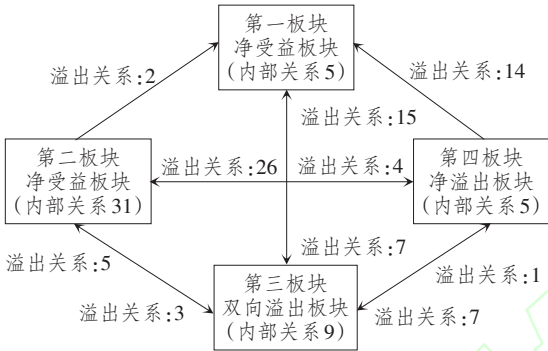 第一板块
净受益板块
（内部关系5）
溢出关系:2
溢出关系:14
溢出关系:15
第二板块
净受益板块
（内部关系31）
溢出关系:26
溢出关系:4
第四板块
净溢出板块
（内部关系5）
溢出关系:7
溢出关系:5
溢出关系:1
第三板块
双向溢出板块
（内部关系9）
溢出关系:3
溢出关系:7